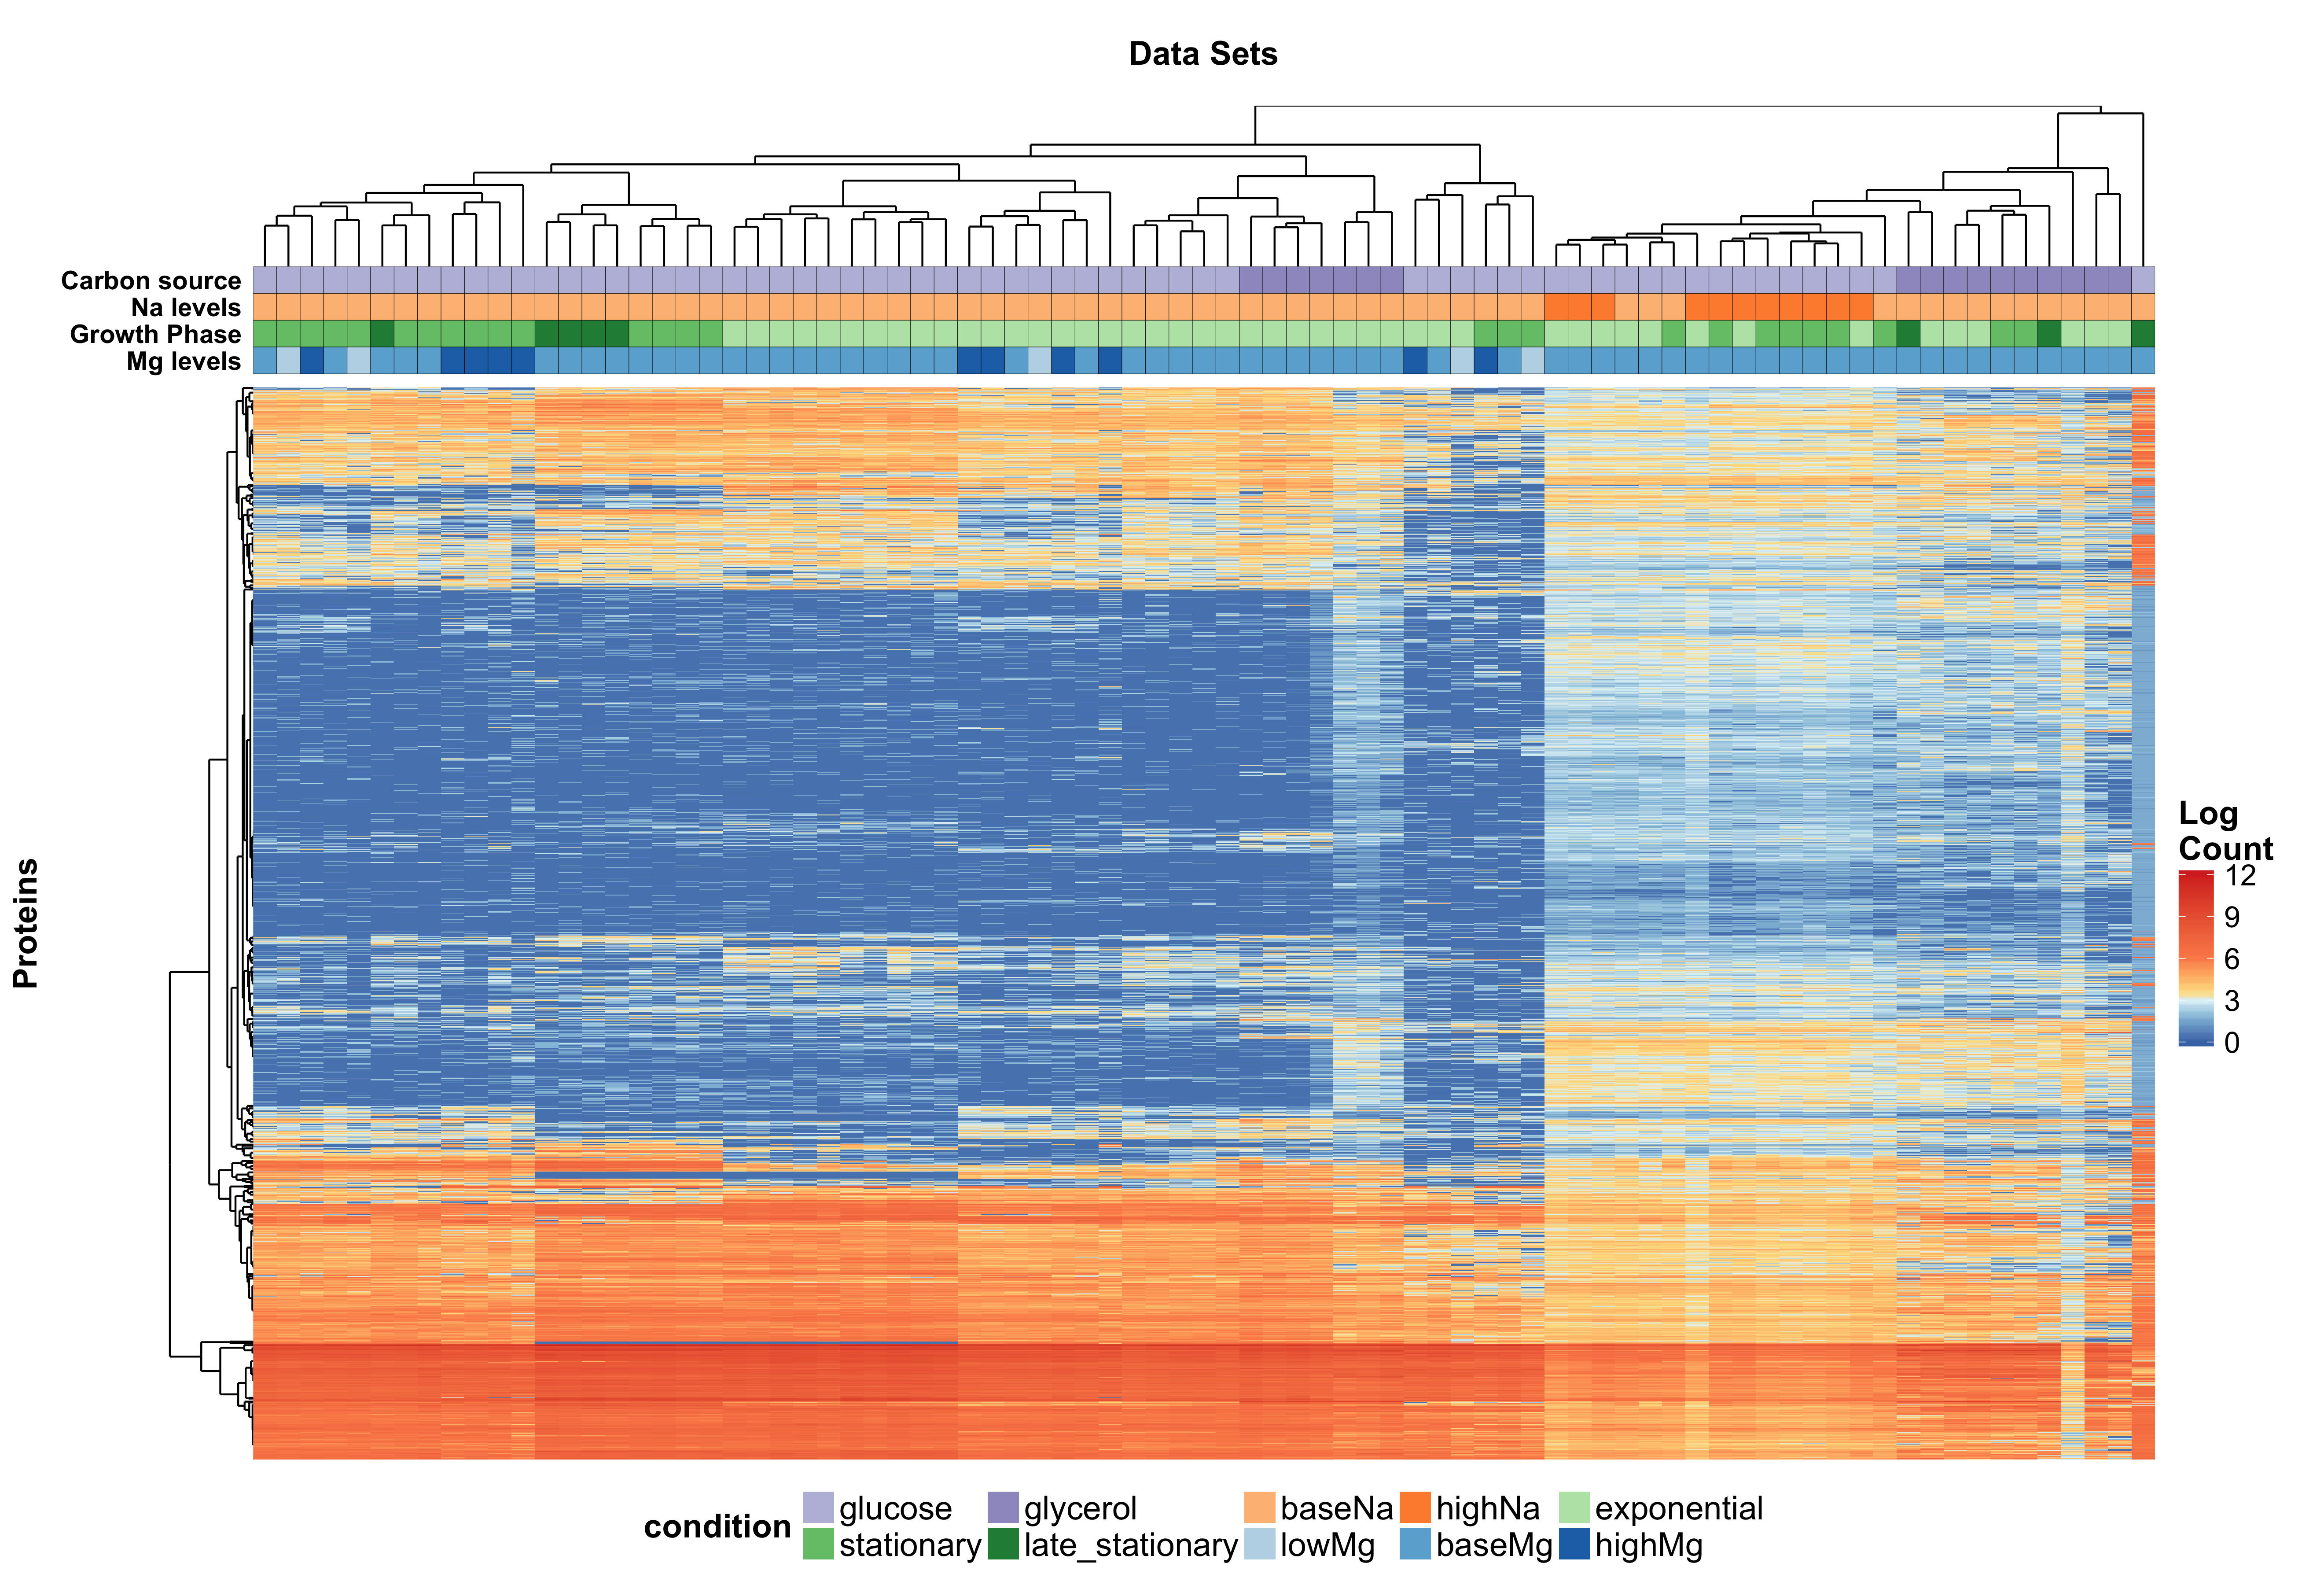 Data Sets
Carbon source
Na levels
Growth Phase
Mg levels
Proteins
Log
Count
12
9
6
3
0
condition
glucose glycerol baseNa highNa exponential
stationary late_stationary lowMg baseMg highMg